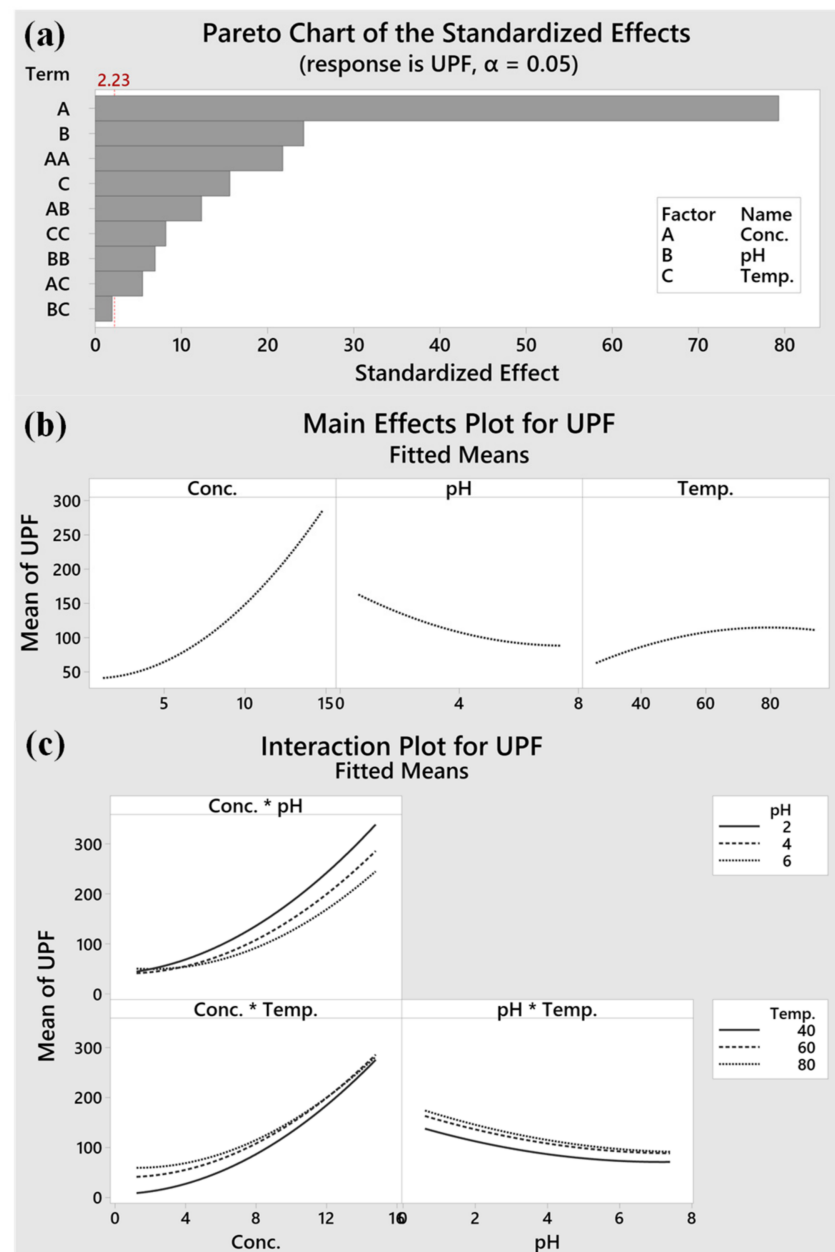 (a)
Pareto Chart of the Standardized Effects
(response is UPF, α = 0.05)
Term
2.23
A
B
AA
C
AB
CC
BB
AC
BC
Factor Name
A Conc.
B pH
C Temp.
0 10 20 30 40 50 60 70 80
Standardized Effect
(b)
Main Effects Plot for UPF
Fitted Means
Conc. pH Temp.
Mean of UPF
300
250
200
150
100
50
5 10 15 0 4 8 40 60 80
(c)
Interaction Plot for UPF
Fitted Means
Conc. * pH
pH
2
4
6
300
200
100
0
Mean of UPF
Conc. * Temp. pH * Temp.
Temp.
40
60
80
300
200
100
0
0 4 8 12 16 0 2 4 6 8
Conc. pH